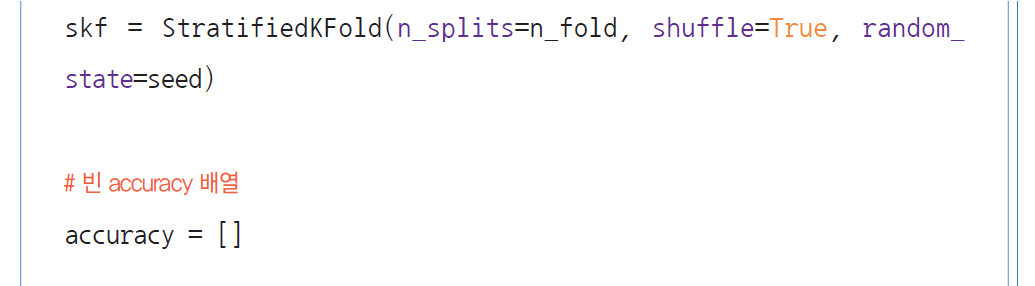 skf = StratifiedKFold(n_splits=n_fold, shuffle=True, random_
state=seed)
# 빈 accuracy 배열
accuracy = []